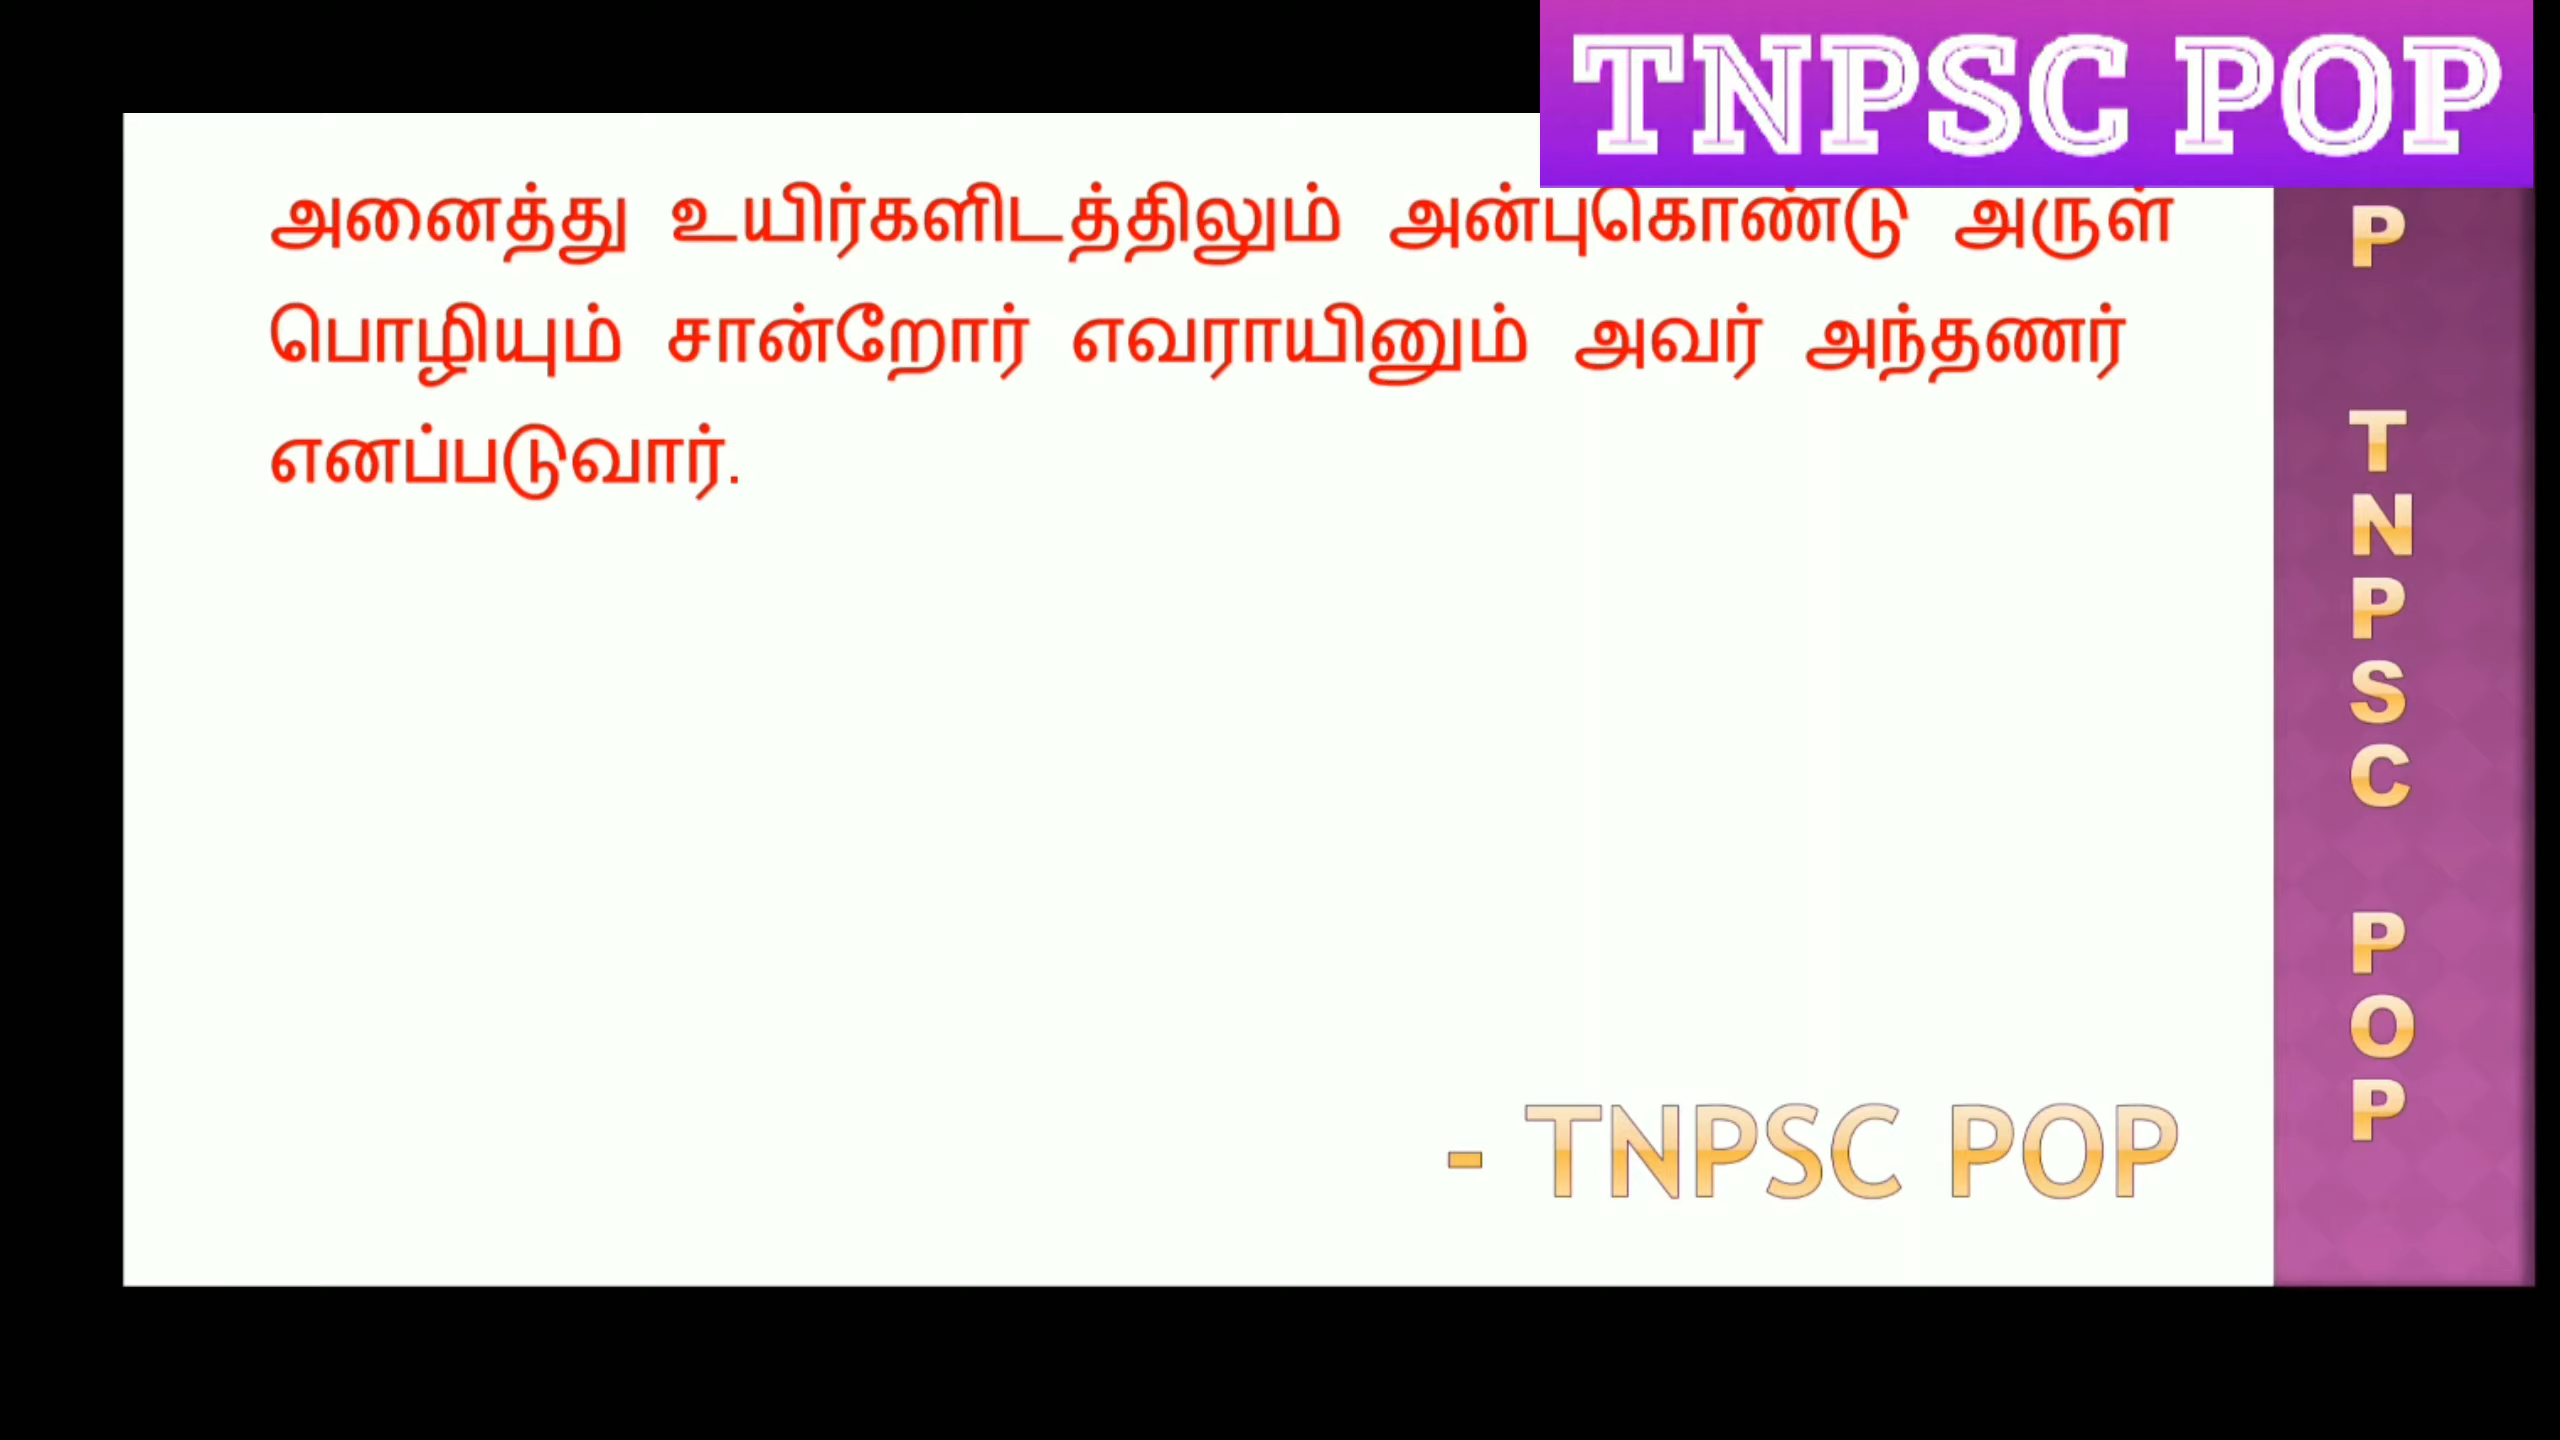 TNPSC POP
அனைத்து உயிர்களிடத்திலும் அன்புகொண்டு அருள்
பொழியும் சான்றோர் எவராயினும் அவர் அந்தணர்
எனப்படுவார்.
- TNPSC POP
P
T
N
P
S
C
P
O
P